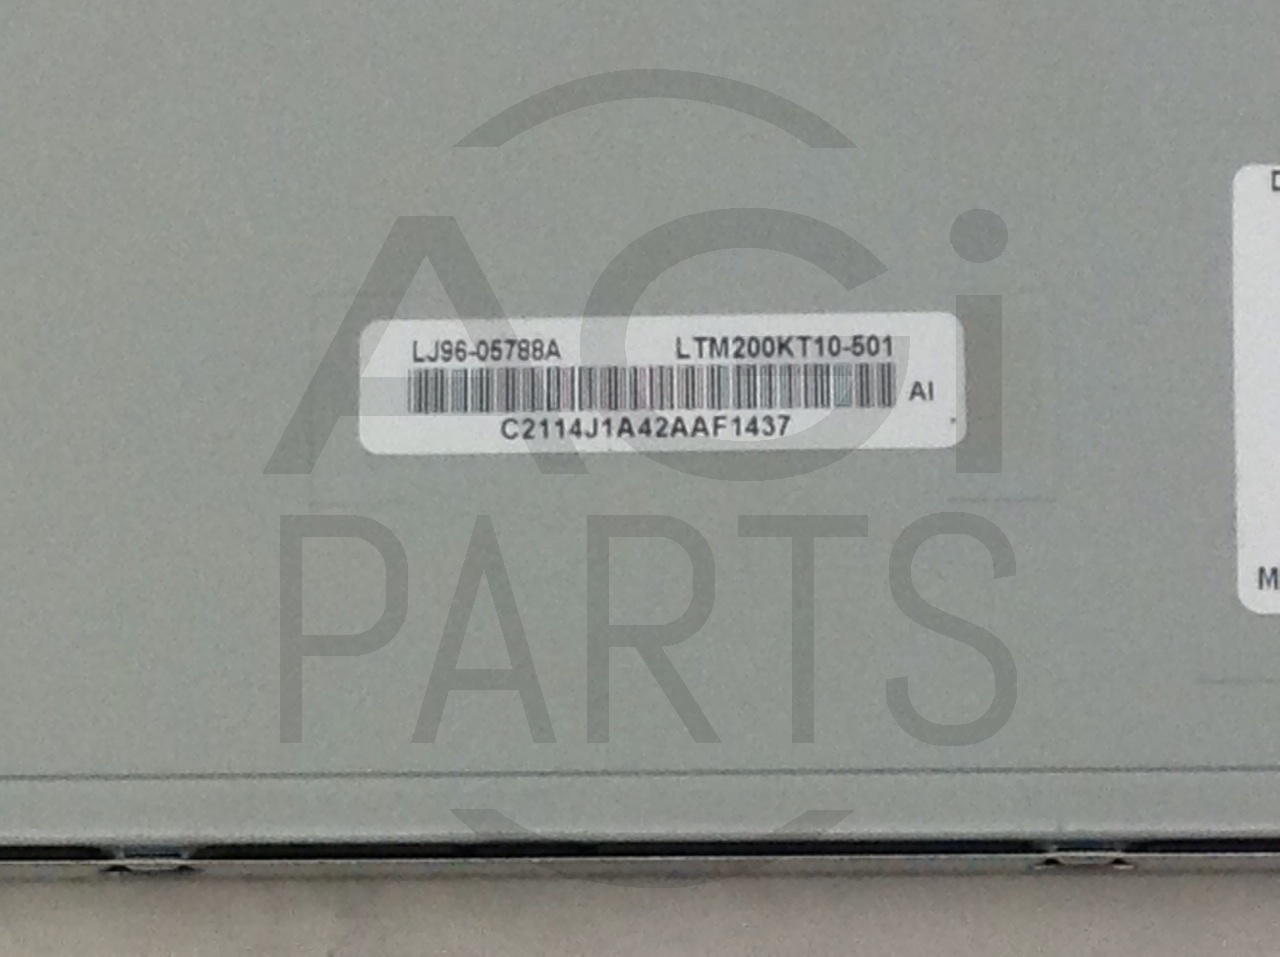 LJ96-05788A LTM200KT10-501
AI
C2114J1A42AAF1437
AGi
PARTS
D
M